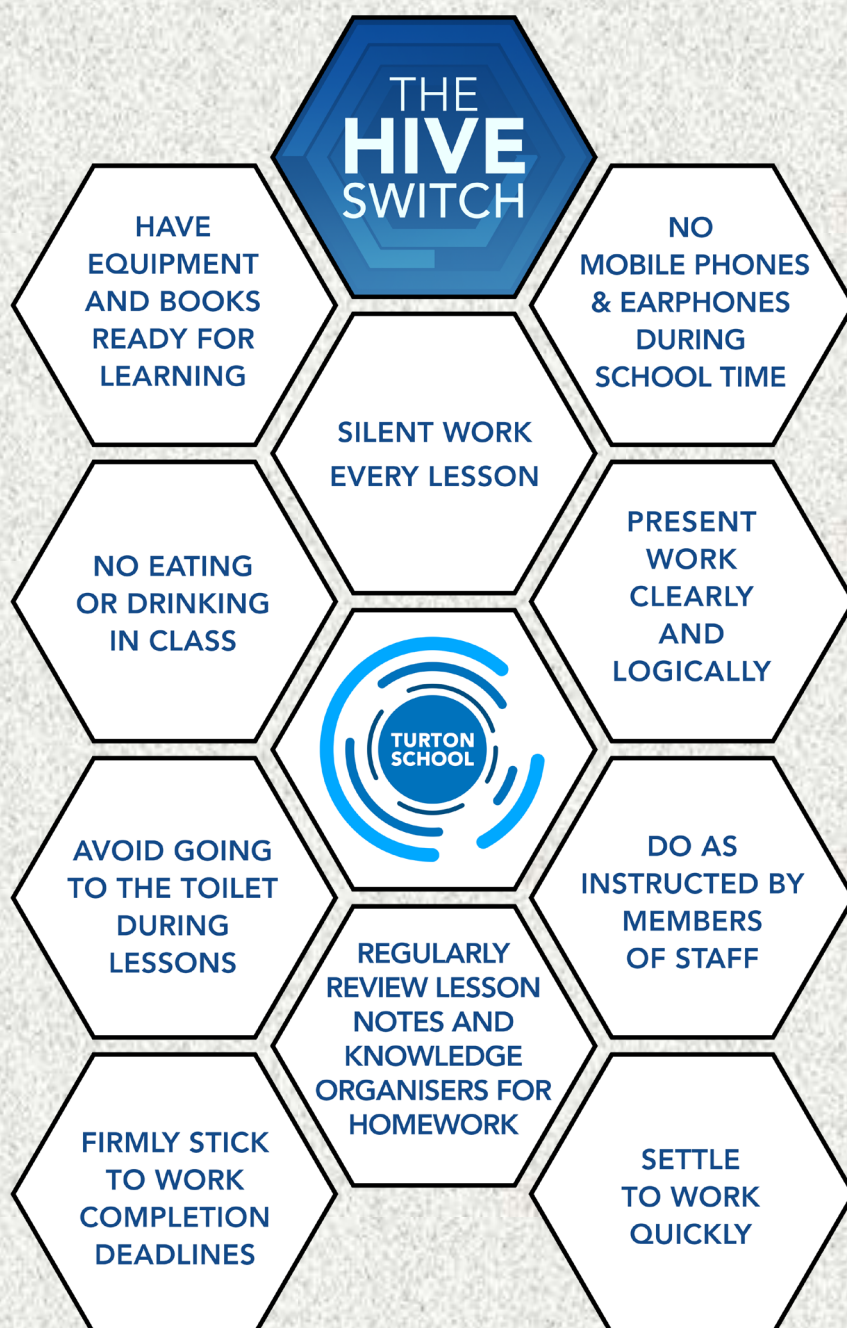 THE
HIVE
SWITCH
HAVE
EQUIPMENT
AND BOOKS
READY FOR
LEARNING
NO
MOBILE PHONES
& EARPHONES
DURING
SCHOOL TIME
SILENT WORK
EVERY LESSON
NO EATING
OR DRINKING
IN CLASS
PRESENT
WORK
CLEARLY
AND
LOGICALLY
TURTON
SCHOOL
AVOID GOING
TO THE TOILET
DURING
LESSONS
DO AS
INSTRUCTED BY
MEMBERS
OF STAFF
REGULARLY
REVIEW LESSON
NOTES AND
KNOWLEDGE
ORGANISERS FOR
HOMEWORK
FIRMLY STICK
TO WORK
COMPLETION
DEADLINES
SETTLE
TO WORK
QUICKLY